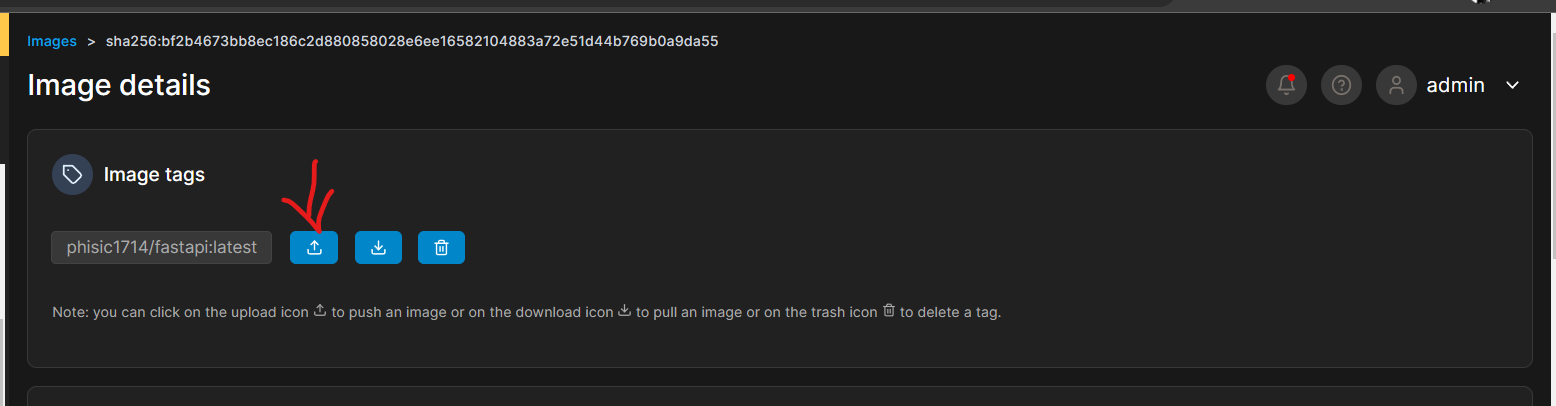 Images > sha256:bf2b4673bb8ec186c2d880858028e6ee16582104883a72e51d44b769b0a9da55
Image details
admin
Image tags
phisic1714/fastapi:latest
Note: you can click on the upload icon to push an image or on the download icon to pull an image or on the trash icon to delete a tag.